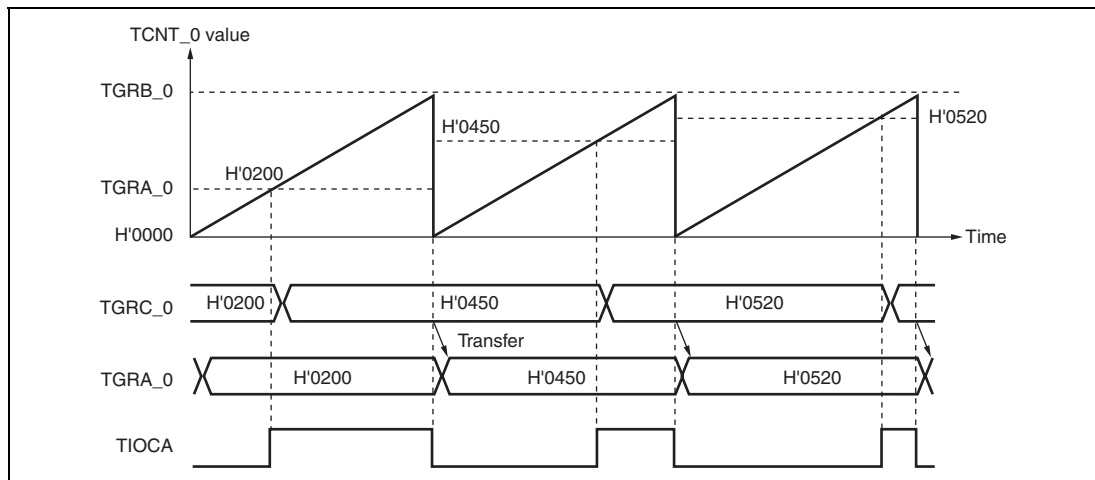 TCNT_0 value
TGRB_0
H'0450
H'0520
H'0200
TGRA_0
H'0000
Time
TGRC_0
H'0200
H'0450
H'0520
Transfer
TGRA_0
H'0200
H'0450
H'0520
TIOCA